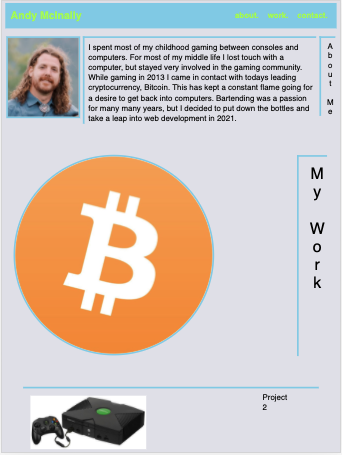 Andy McInally
about. work. contact.
I spent most of my childhood gaming between consoles and
computers. For most of my middle life I lost touch with a
computer, but stayed very involved in the gaming community.
While gaming in 2013 I came in contact with todays leading
cryptocurrency, Bitcoin. This has kept a constant flame going for
a desire to get back into computers. Bartending was a passion
for many many years, but I decided to put down the bottles and
take a leap into web development in 2021.
About Me
My Work
Project
2